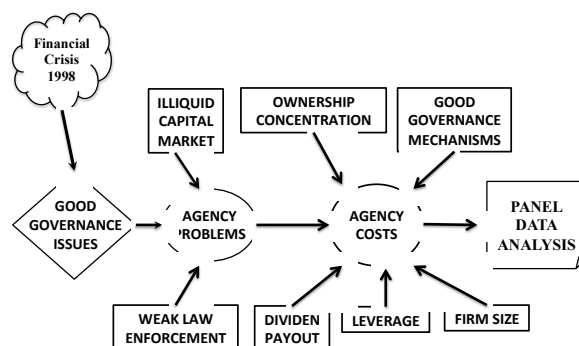 Financial
Crisis
1998
ILLIQUID
CAPITAL
MARKET
OWNERSHIP
CONCENTRATION
GOOD
GOVERNANCE
MECHANISMS
GOOD
GOVERNANCE
ISSUES
AGENCY
PROBLEMS
AGENCY
COSTS
PANEL
DATA
ANALYSIS
WEAK LAW
ENFORCEMENT
DIVIDEN
PAYOUT
LEVERAGE
FIRM SIZE